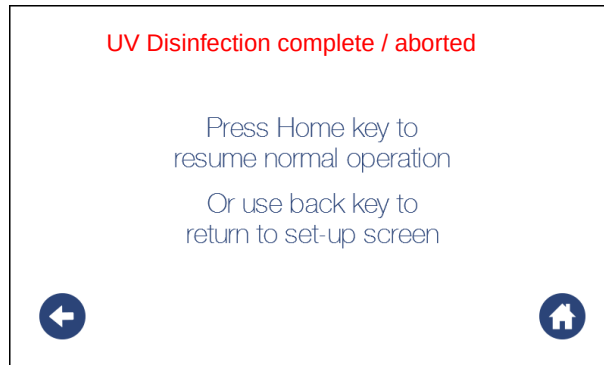 UV Disinfection complete / aborted
Press Home key to
resume normal operation
Or use back key to
return to set-up screen